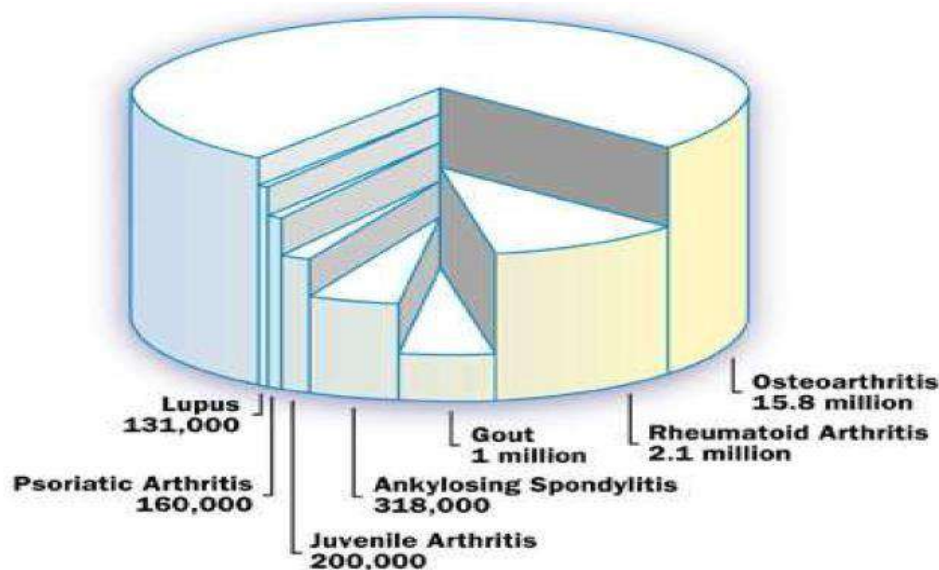 Lupus
131,000
Psoriatic Arthritis
160,000
Juvenile Arthritis
200,000
Ankylosing Spondylitis
318,000
Gout
1 million
Rheumatoid Arthritis
2.1 million
Osteoarthritis
15.8 million